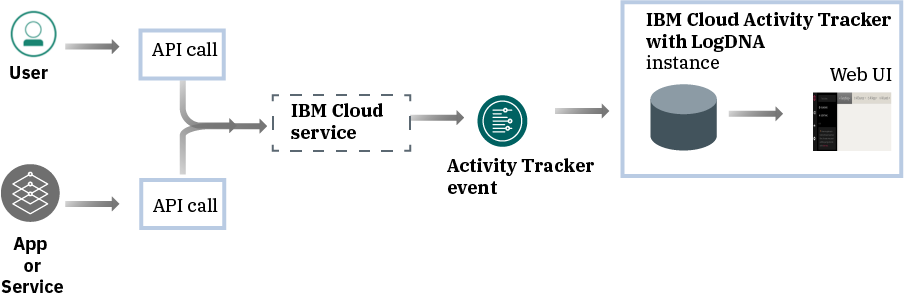 User
API call
App
or
Service
API call
IBM Cloud
service
Activity Tracker
event
IBM Cloud Activity Tracker
with LogDNA
instance
Web UI